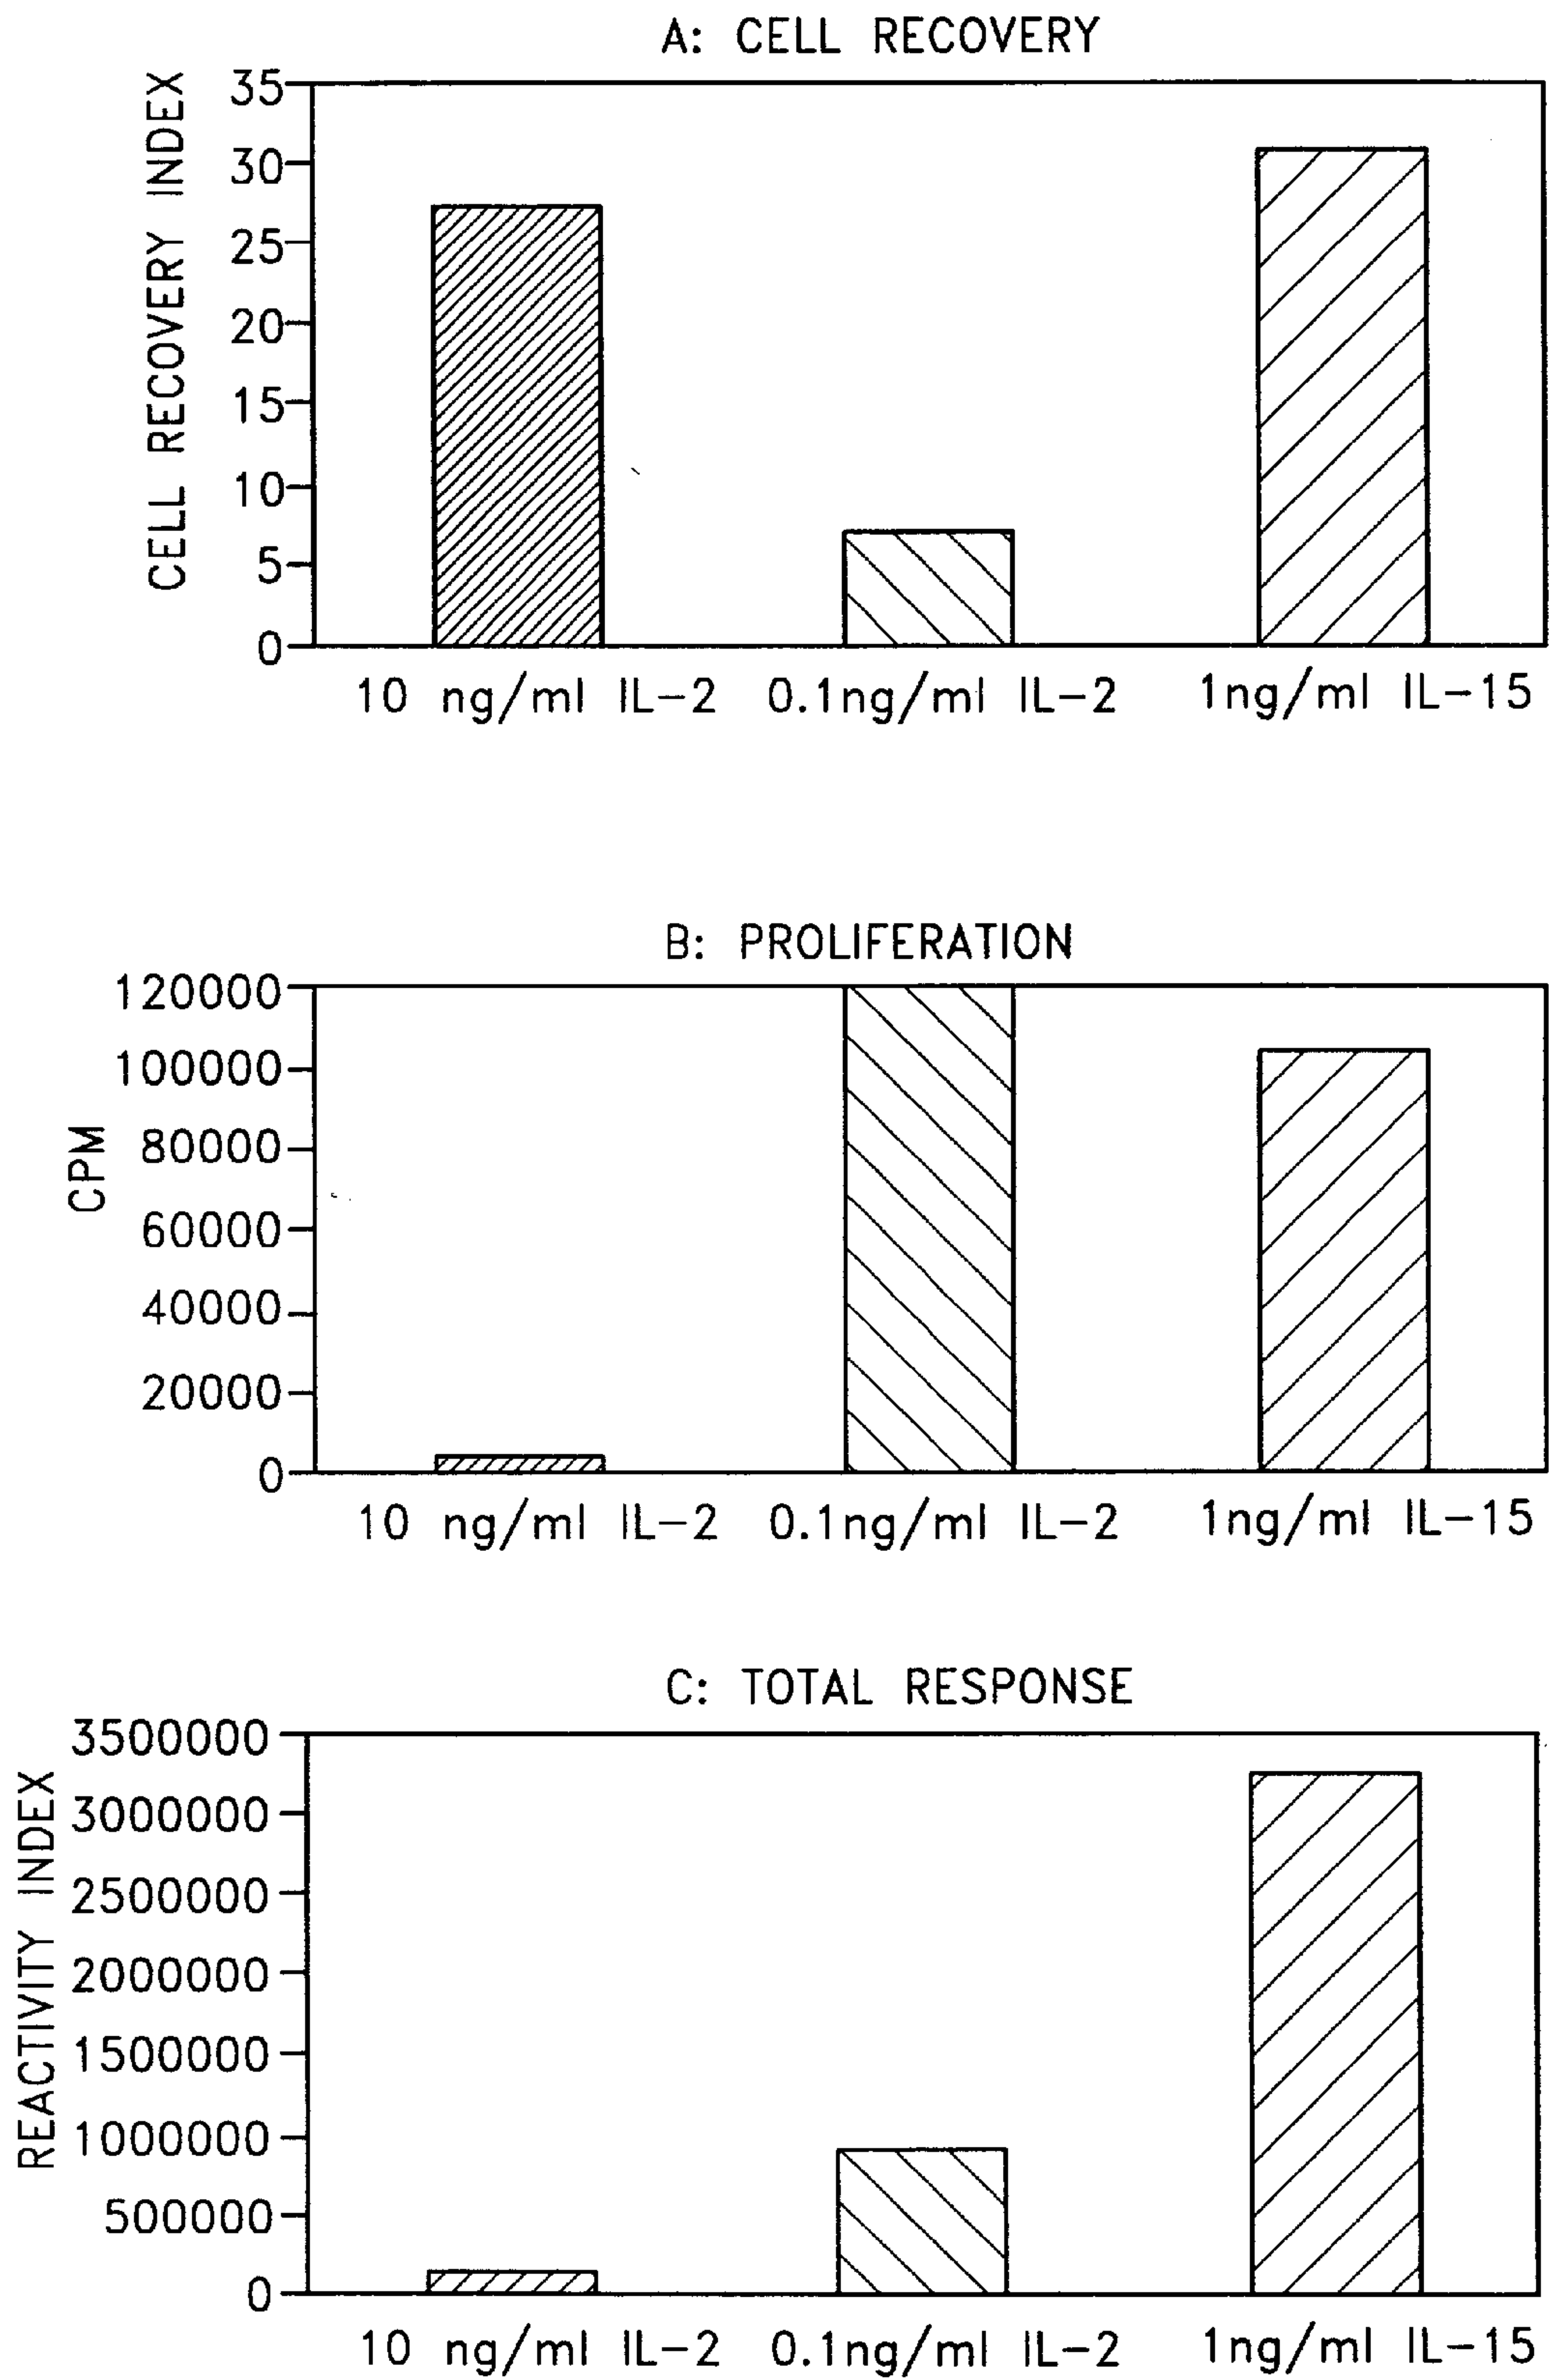 A: CELL RECOVERY
CELL RECOVERY INDEX
35
30
25
20
15
10
5
0
10 ng/ml IL-2 0.1ng/ml IL-2 1ng/ml IL-15
B: PROLIFERATION
CPM
120000
100000
80000
60000
40000
20000
0
10 ng/ml IL-2 0.1ng/ml IL-2 1ng/ml IL-15
C: TOTAL RESPONSE
REACTIVITY INDEX
3500000
3000000
2500000
2000000
1500000
1000000
500000
0
10 ng/ml IL-2 0.1ng/ml IL-2 1ng/ml IL-15